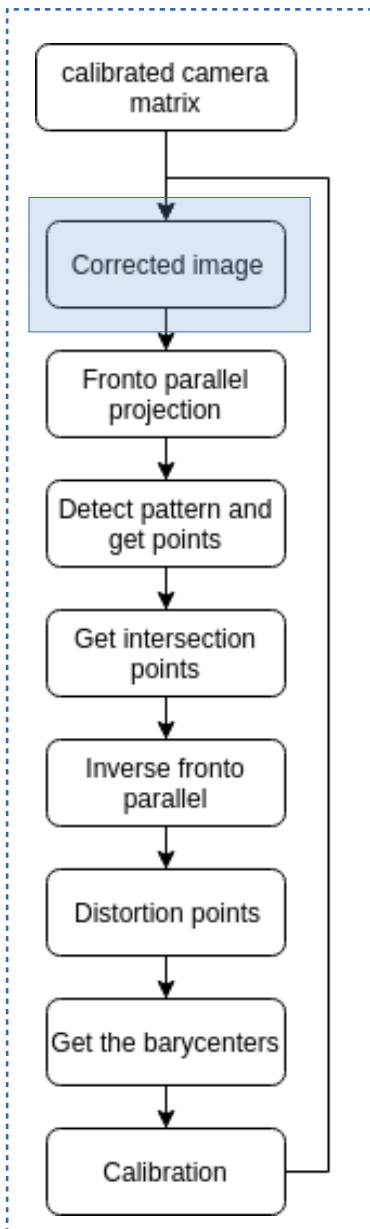 calibrated camera
matrix
Corrected image
Fronto parallel
projection
Detect pattern and
get points
Get intersection
points
Inverse fronto
parallel
Distortion points
Get the barycenters
Calibration